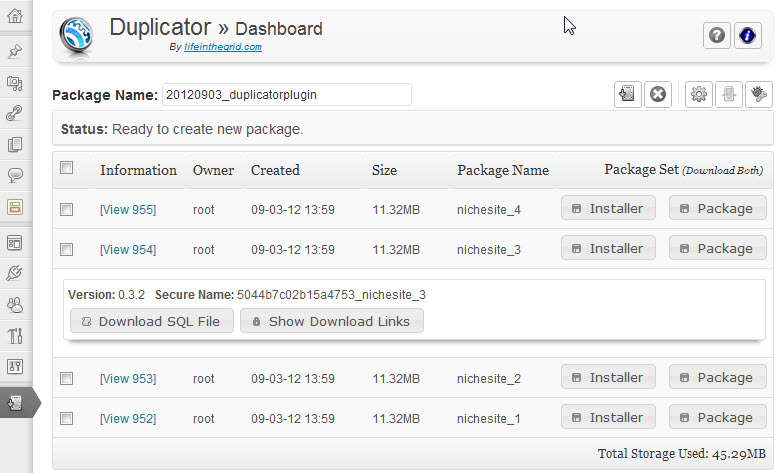 Duplicator » Dashboard
By lifeinthegrid.com
Package Name: 20120903_duplicatorplugin
Status: Ready to create new package.
Information Owner Created Size Package Name Package Set (Download Both)
[View 955] root 09-03-12 13:59 11.32MB nichesite_4 Installer Package
[View 954] root 09-03-12 13:59 11.32MB nichesite_3 Installer Package
Version: 0.3.2 Secure Name: 5044b7c02b15a4753_nichesite_3
Download SQL File Show Download Links
[View 953] root 09-03-12 13:59 11.32MB nichesite_2 Installer Package
[View 952] root 09-03-12 13:59 11.32MB nichesite_1 Installer Package
Total Storage Used: 45.29MB